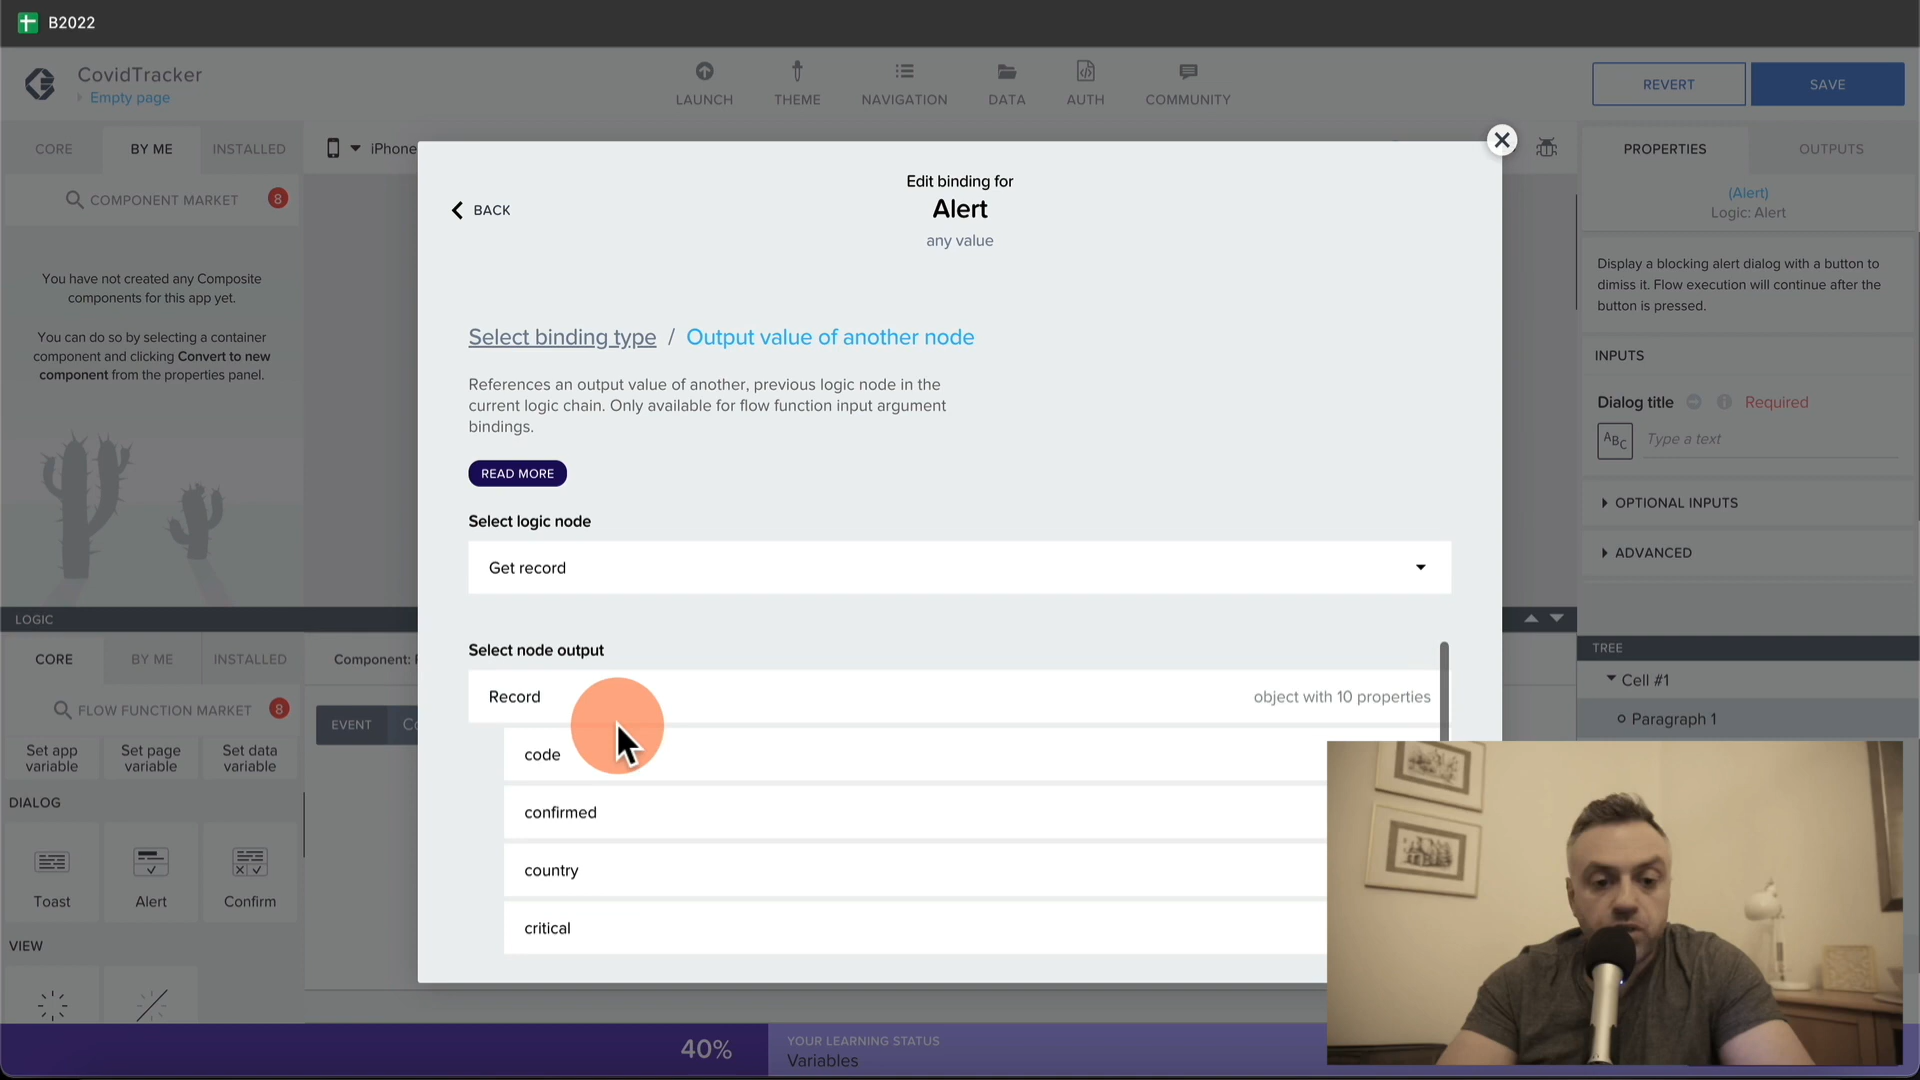 B2022
CovidTracker
Empty page
LAUNCH
THEME
NAVIGATION
DATA
AUTH
COMMUNITY
REVERT
SAVE
CORE
BY ME
INSTALLED
iPhone
PROPERTIES
OUTPUTS
COMPONENT MARKET
8
You have not created any Composite
components for this app yet.
You can do so by selecting a container
component and clicking Convert to new
component from the properties panel.
BACK
Edit binding for
Alert
any value
Select binding type / Output value of another node
References an output value of another, previous logic node in the
current logic chain. Only available for flow function input argument
bindings.
READ MORE
Select logic node
Get record
Select node output
Record
object with 10 properties
code
confirmed
country
critical
(Alert)
Logic: Alert
Display a blocking alert dialog with a button to
dimiss it. Flow execution will continue after the
button is pressed.
INPUTS
Dialog title
Required
ABC
Type a text
OPTIONAL INPUTS
ADVANCED
TREE
Cell #1
Paragraph 1
LOGIC
CORE
BY ME
INSTALLED
Component:
FLOW FUNCTION MARKET
8
EVENT
Set app
variable
Set page
variable
Set data
variable
DIALOG
Toast
Alert
Confirm
VIEW
40%
YOUR LEARNING STATUS
Variables